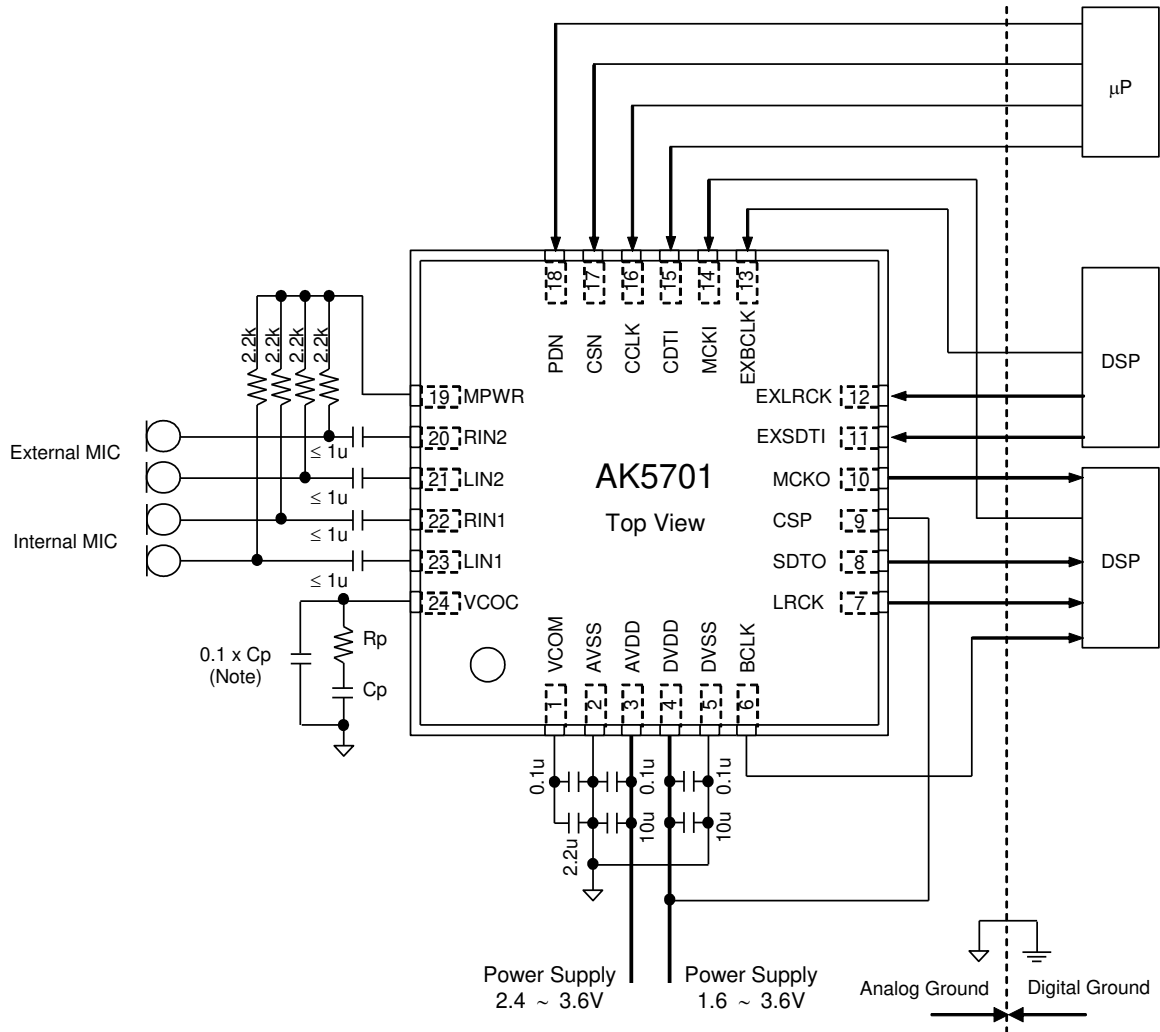 μP
18
17
16
15
14
13
PDN
CSN
CCLK
CDTI
MCKI
EXBCLK
DSP
2.2k
2.2k
2.2k
2.2k
19 MPWR
EXLRCK 12
External MIC
≤ 1u
20 RIN2
EXSDTI 11
≤ 1u
21 LIN2
AK5701
MCKO 10
Internal MIC
≤ 1u
22 RIN1
Top View
CSP 9
≤ 1u
23 LIN1
SDTO 8
DSP
24 VCOC
LRCK 7
0.1 x Cp
(Note)
Rp
Cp
VCOM
AVSS
AVDD
DVDD
DVSS
BCLK
1
2
3
4
5
6
0.1u
0.1u
0.1u
2.2u
10u
10u
Power Supply
2.4 ~ 3.6V
Power Supply
1.6 ~ 3.6V
Analog Ground
Digital Ground